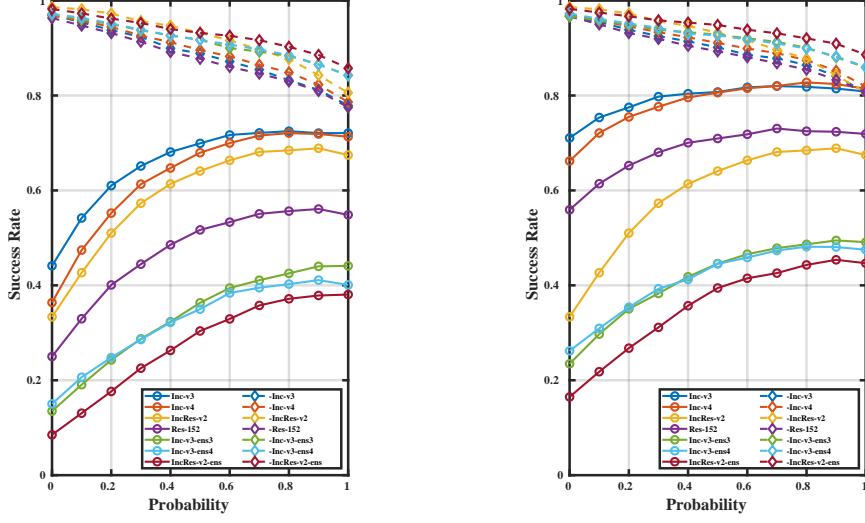 1
0.8
0.6
0.4
0.2
0
Success Rate
0 0.2 0.4 0.6 0.8 1
Probability
Inc-v3 -Inc-v3
Inc-v4 -Inc-v4
IncRes-v2 -IncRes-v2
Res-152 -Res-152
Inc-v3-ens3 -Inc-v3-ens3
Inc-v3-ens4 -Inc-v3-ens4
IncRes-v2-ens -IncRes-v2-ens
1
0.8
0.6
0.4
0.2
0
Success Rate
0 0.2 0.4 0.6 0.8 1
Probability
Inc-v3 -Inc-v3
Inc-v4 -Inc-v4
IncRes-v2 -IncRes-v2
Res-152 -Res-152
Inc-v3-ens3 -Inc-v3-ens3
Inc-v3-ens4 -Inc-v3-ens4
IncRes-v2-ens -IncRes-v2-ens